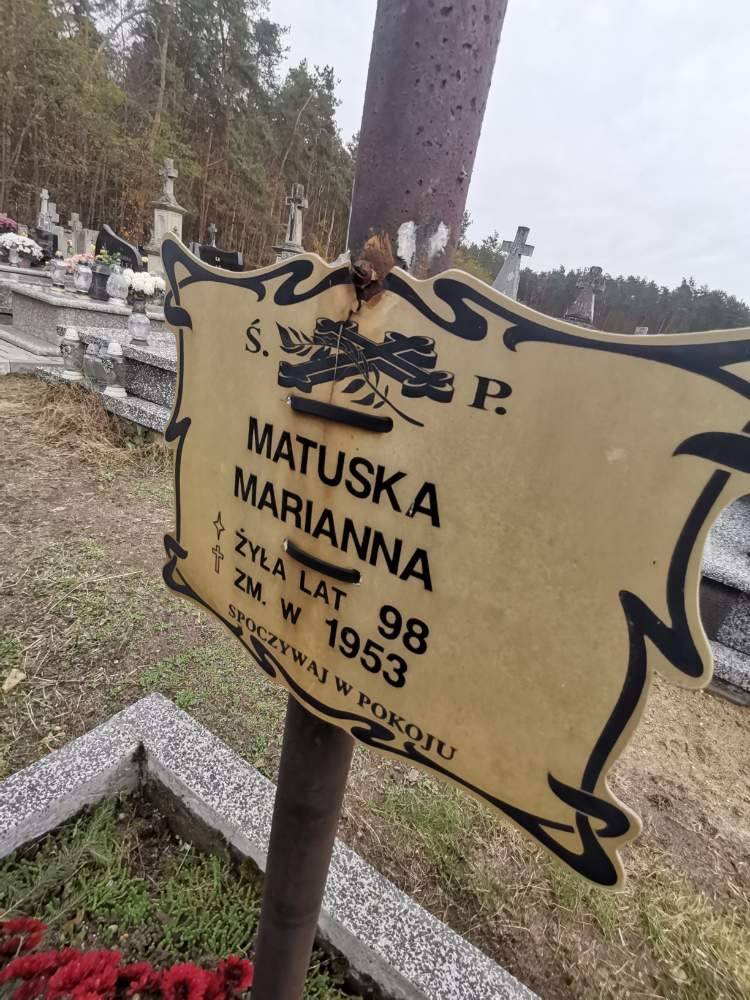 Ś. P.
MATUSKA
MARIANNA
ŻYŁA LAT 98
ZM. W 1953
SPOCZYWAJ W POKOJU